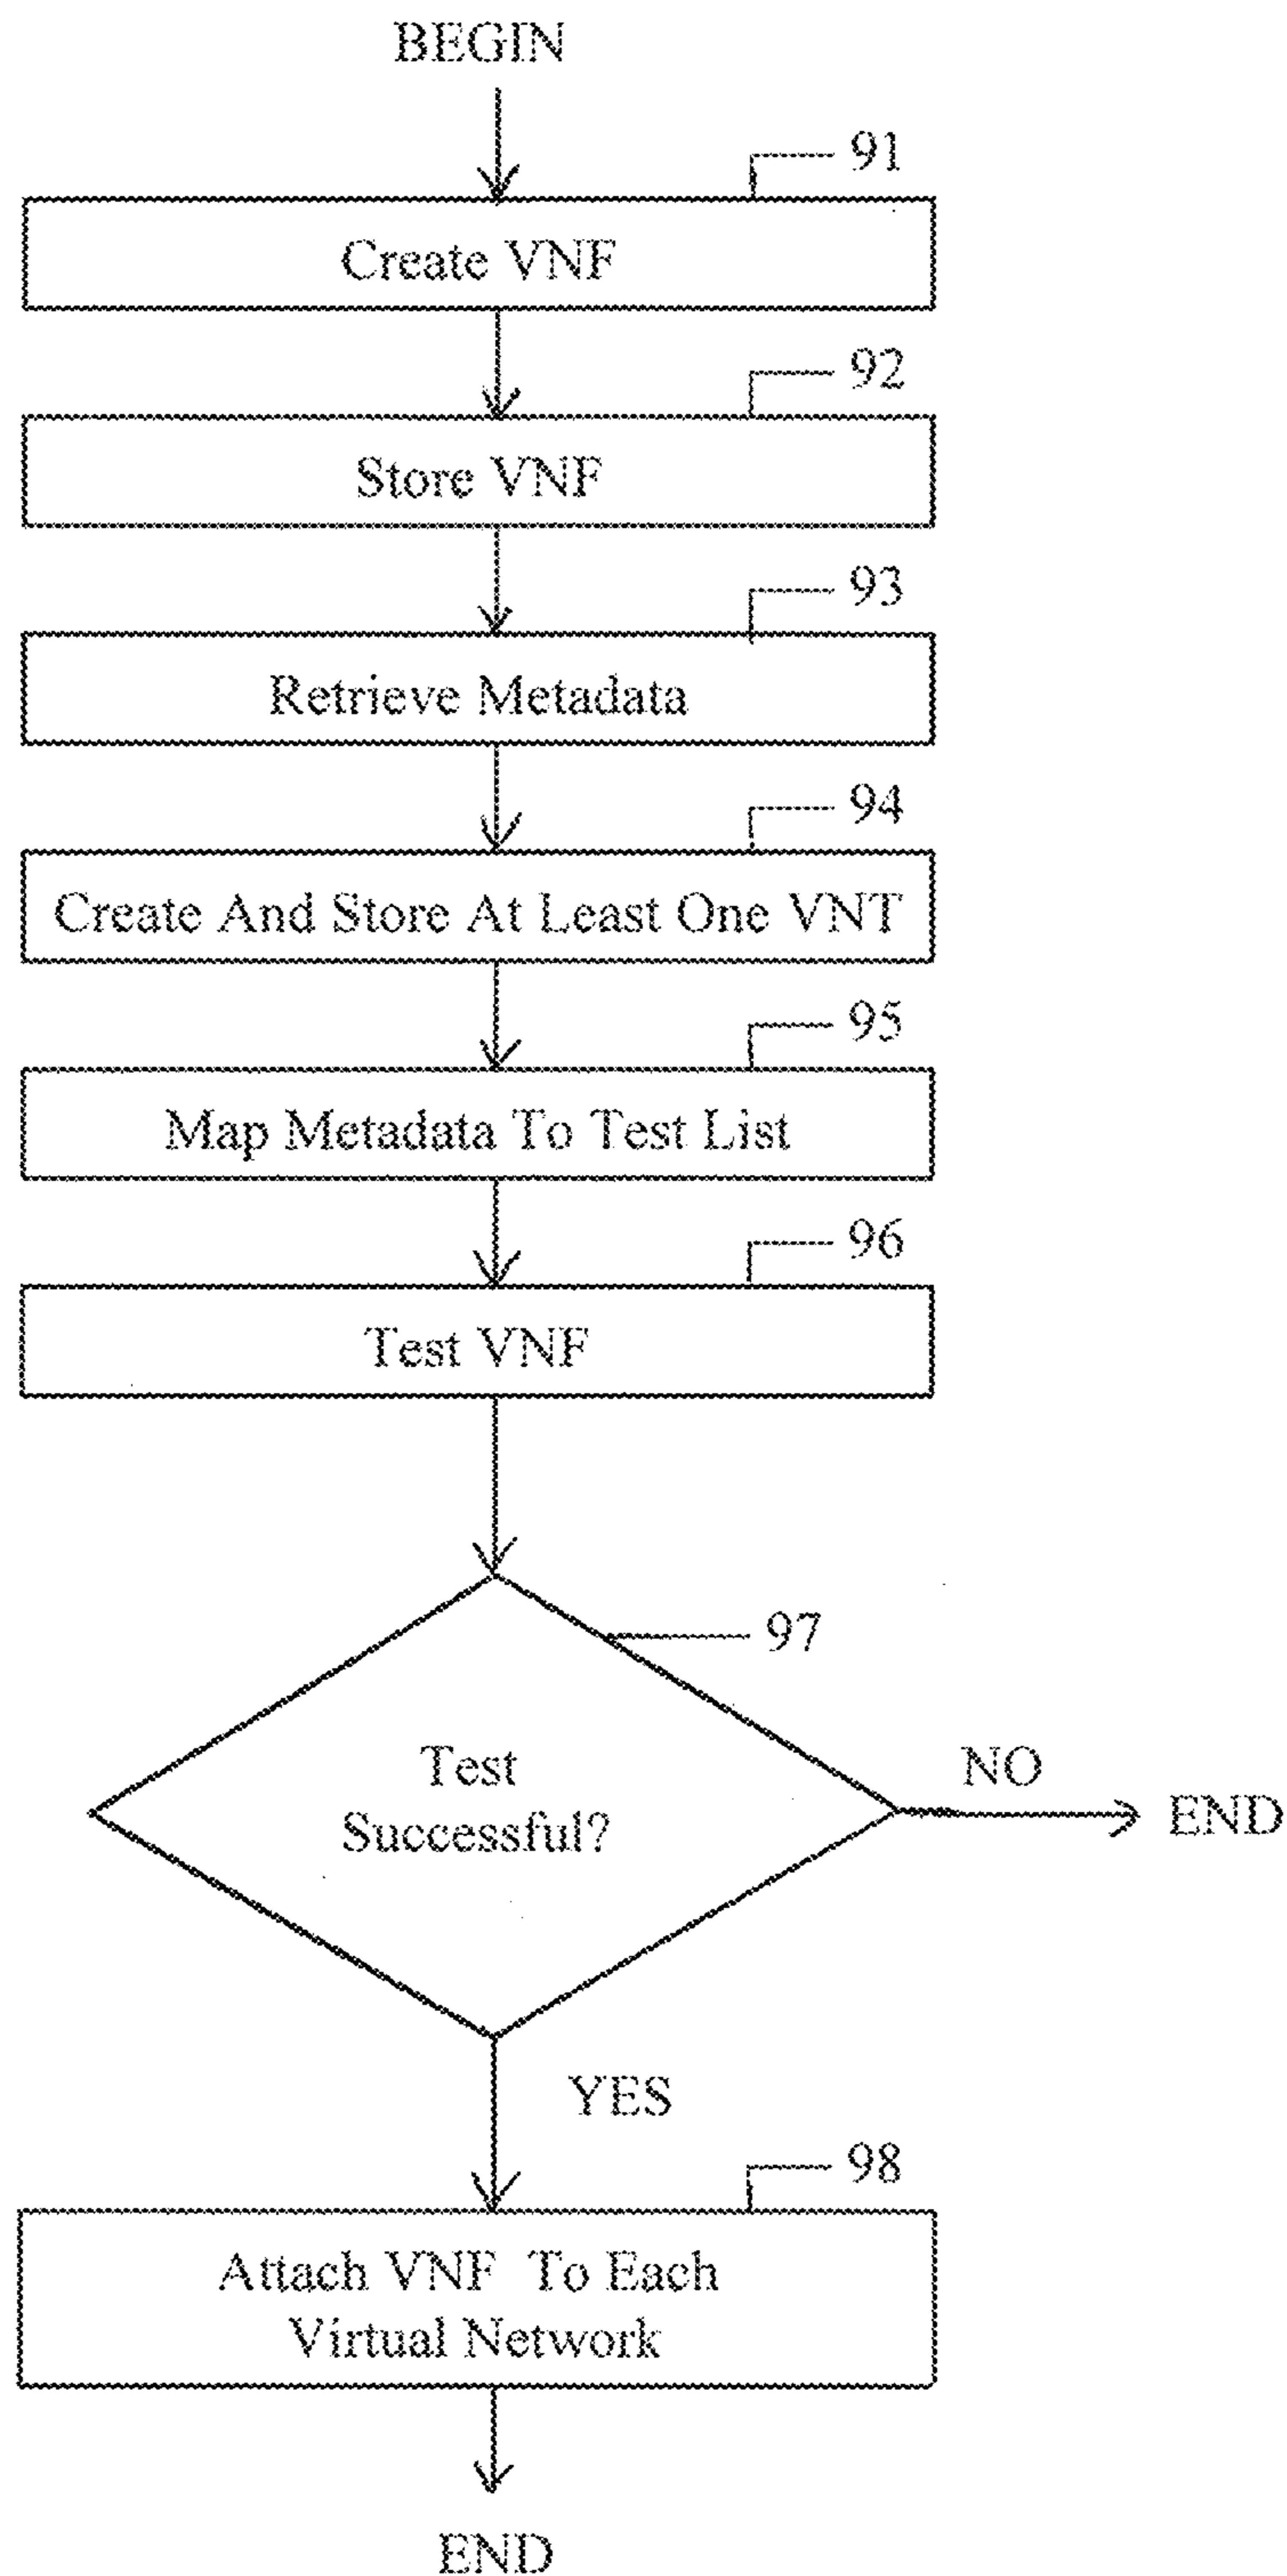 BEGIN
91
Create VNF
92
Store VNF
93
Retrieve Metadata
94
Create And Store At Least One VNT
95
Map Metadata To Test List
96
Test VNF
97
Test
Successful?
NO
END
YES
98
Attach VNF To Each
Virtual Network
END